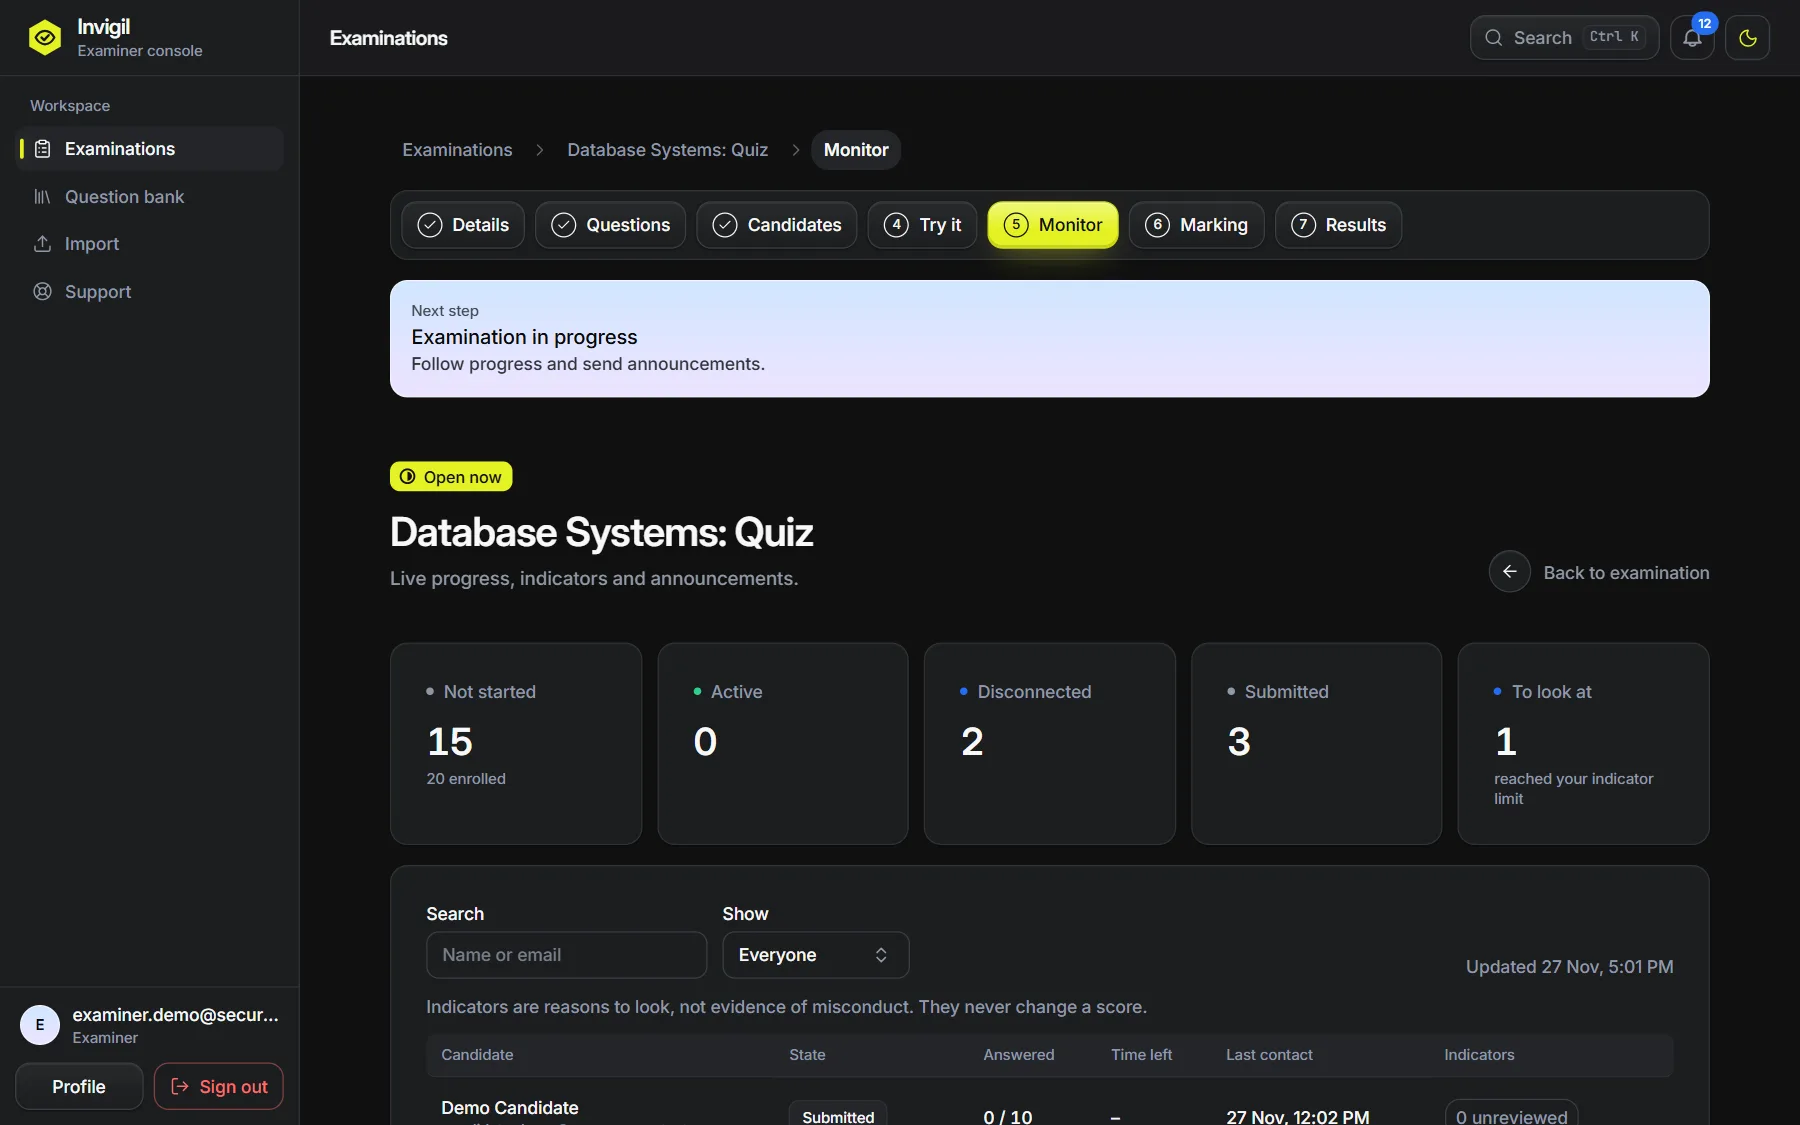 Invigil
Examiner console
Examinations
Search Ctrl K
12
Workspace
Examinations
Question bank
Import
Support
Examinations > Database Systems: Quiz > Monitor
Details
Questions
Candidates
4 Try it
5 Monitor
6 Marking
7 Results
Next step
Examination in progress
Follow progress and send announcements.
Open now
Database Systems: Quiz
Live progress, indicators and announcements.
Back to examination
Not started
15
20 enrolled
Active
0
Disconnected
2
Submitted
3
To look at
1
reached your indicator
limit
Search
Name or email
Show
Everyone
Updated 27 Nov, 5:01 PM
Indicators are reasons to look, not evidence of misconduct. They never change a score.
Candidate State Answered Time left Last contact Indicators
Demo Candidate
Submitted 0 / 10 – 27 Nov, 12:02 PM 0 unreviewed
E
examiner.demo@secur...
Examiner
Profile
Sign out